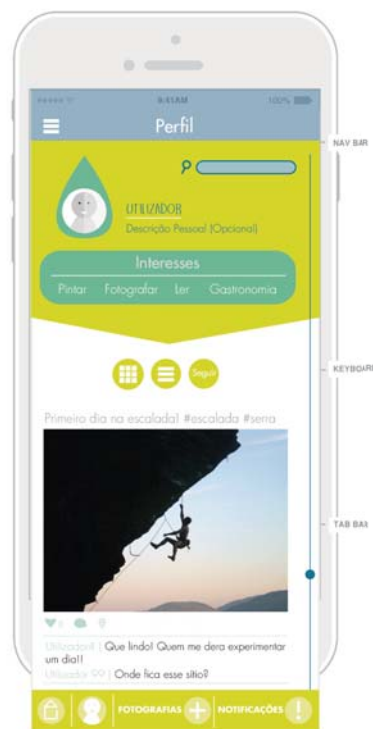 9:41AM
100%
Perfil
NAV BAR
UTILIZADOR
Descrição Pessoal (Opcional)
Interesses
Pintar Fotografar Ler Gastronomia
Seguir
KEYBOARD
Primeiro dia na escalada! #escalada #serra
TAB BAR
Utilizador4 | Que lindo! Quem me dera experimentar
um dia!!
Utilizador 99 | Onde fica esse sítio?
FOTOGRAFIAS
NOTIFICAÇÕES